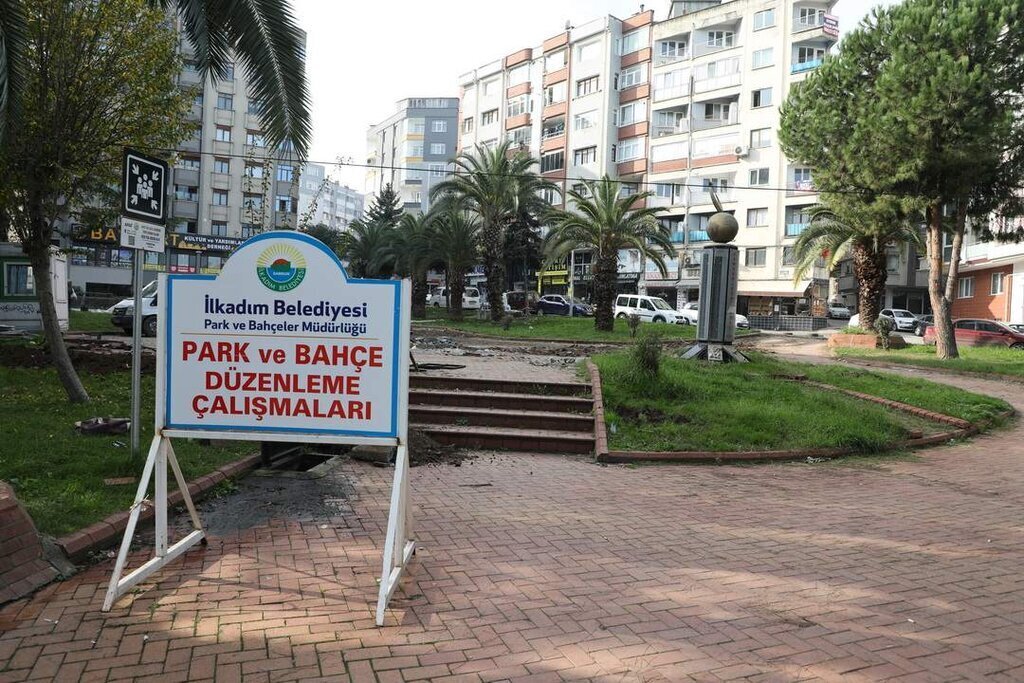 İlkadım Belediyesi
Park ve Bahçeler Müdürlüğü
PARK ve BAHÇE
DÜZENLEME
ÇALIŞMALARI